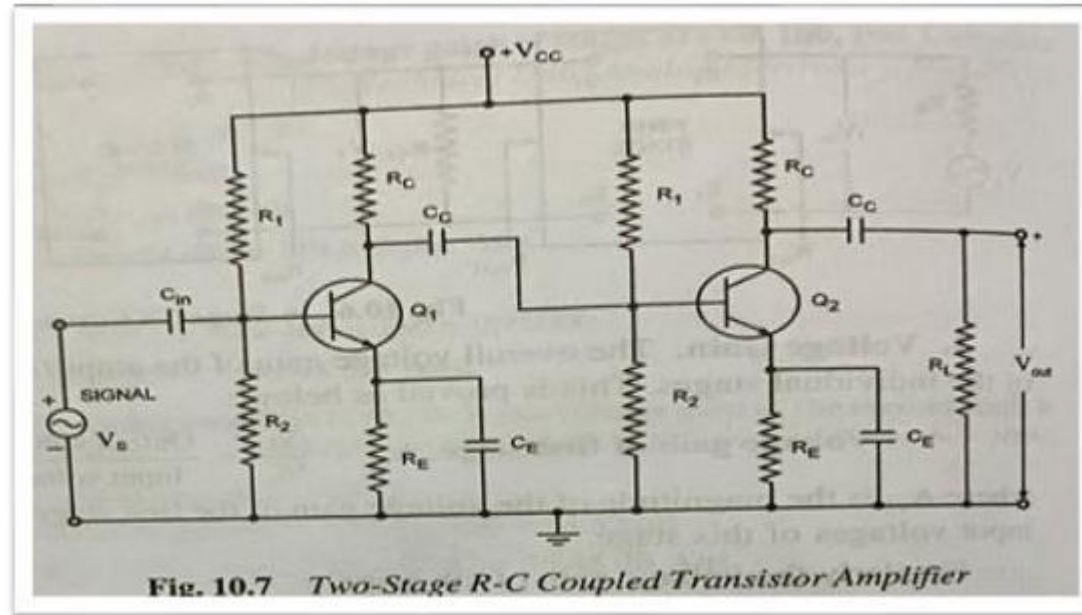 +VCC
R1
RC
CC
R1
RC
CC
+
Cin
Q1
Q2
+
SIGNAL
VS
−
R2
RE
CE
R2
RE
CE
RL
Vout
−
Fig. 10.7 Two-Stage R-C Coupled Transistor Amplifier